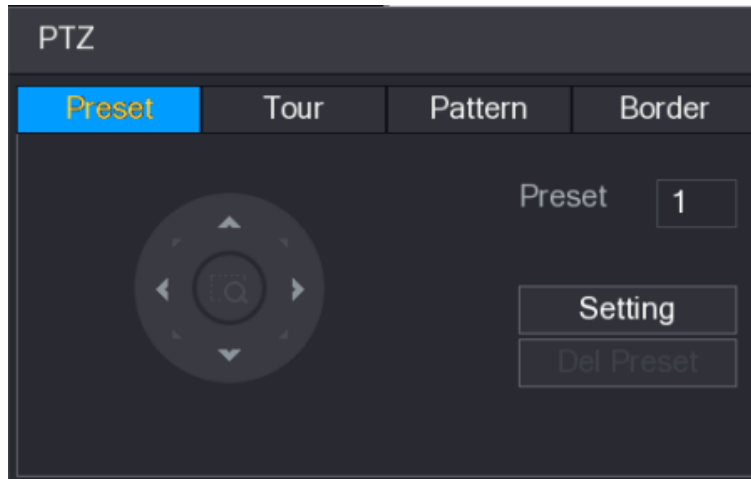 PTZ
Preset Tour Pattern Border
Preset 1
Setting
Del Preset